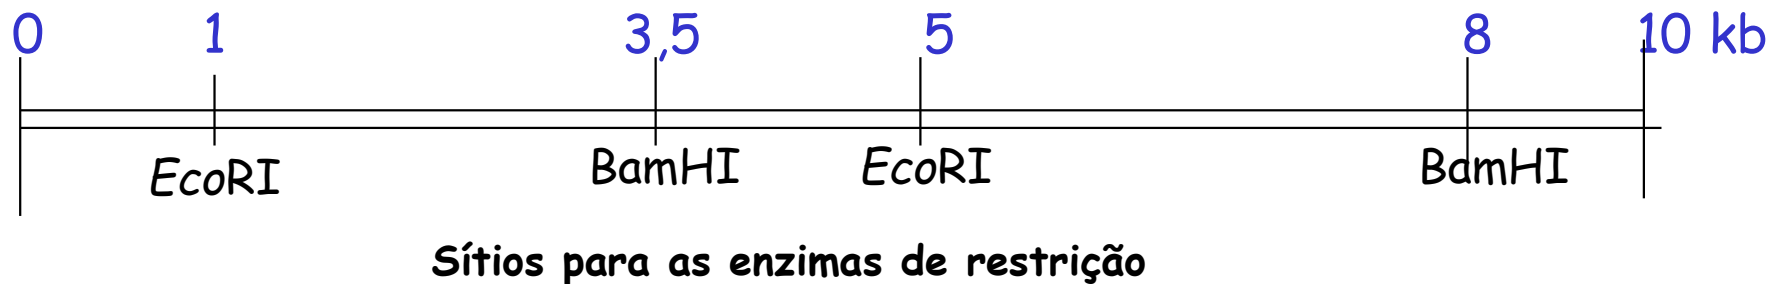 0 1 3,5 5 8 10 kb
EcoRI BamHI EcoRI BamHI
Sítios para as enzimas de restrição